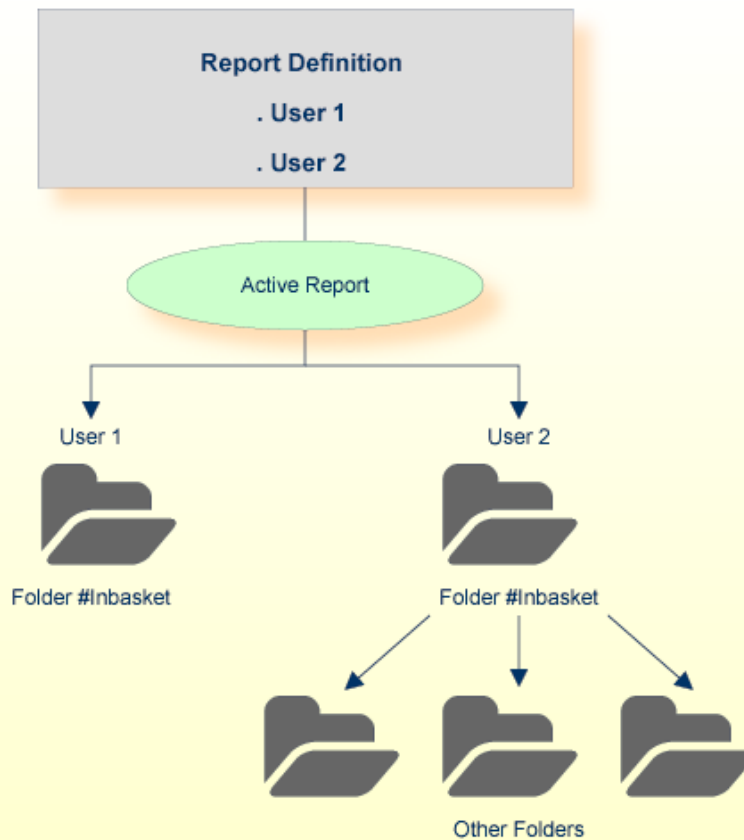 Report Definition
. User 1
. User 2
Active Report
User 1
User 2
Folder #Inbasket
Folder #Inbasket
Other Folders